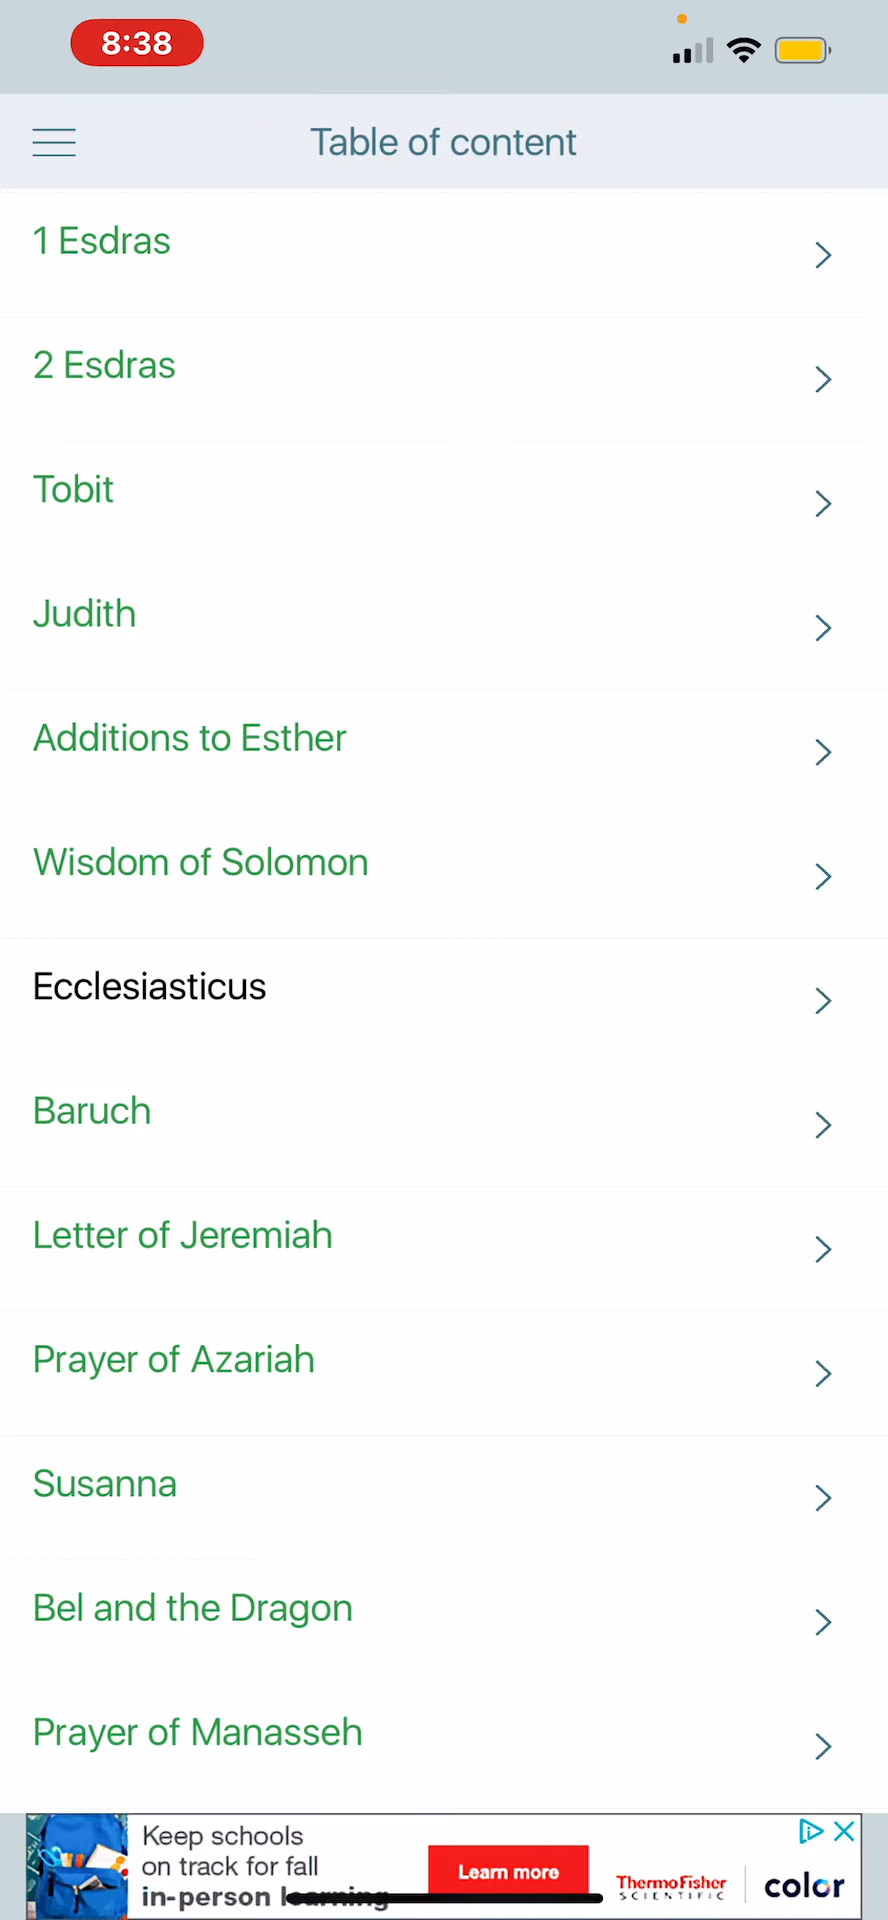 8:38
Table of content
1 Esdras
2 Esdras
Tobit
Judith
Additions to Esther
Wisdom of Solomon
Ecclesiasticus
Baruch
Letter of Jeremiah
Prayer of Azariah
Susanna
Bel and the Dragon
Prayer of Manasseh
Keep schools
on track for fall
in-person learning
Learn more
ThermoFisher
SCIENTIFIC
color